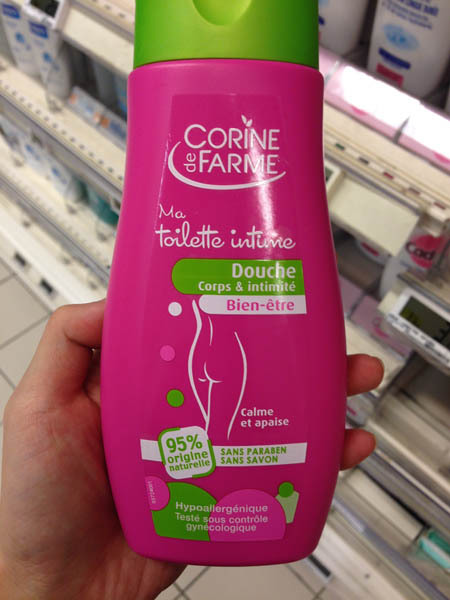 CORINE
de FARME
Ma
toilette intime
Douche
Corps & intimité
Bien-être
Calme
et apaise
95%
origine
naturelle
SANS PARABEN
SANS SAVON
Hypoallergénique
Testé sous contrôle
gynécologique